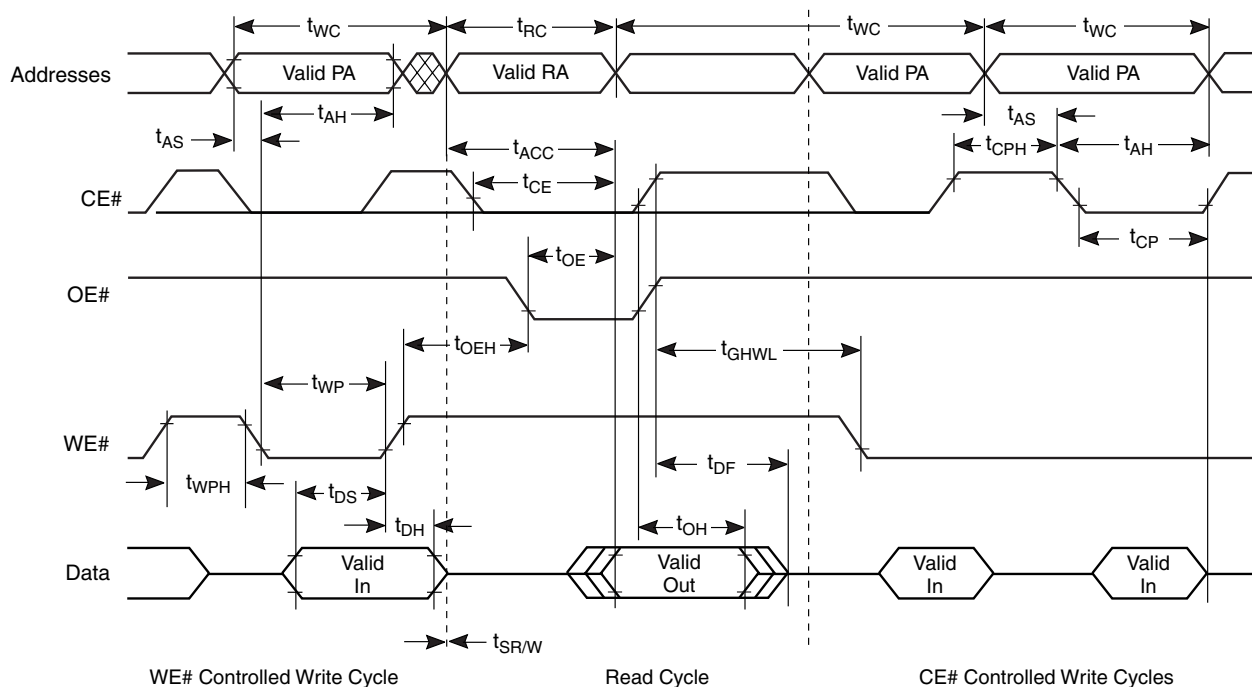 tWC tRC tWC tWC
Addresses Valid PA Valid RA Valid PA Valid PA
tAS tAH tAS
tACC tCPH tAH
CE# tCE
tOE tCP
OE#
tOEH tGHWL
tWP
WE#
tWPH tDS tDF
tDH tOH
Data Valid In Valid Out Valid In Valid In
tSR/W
WE# Controlled Write Cycle Read Cycle CE# Controlled Write Cycles